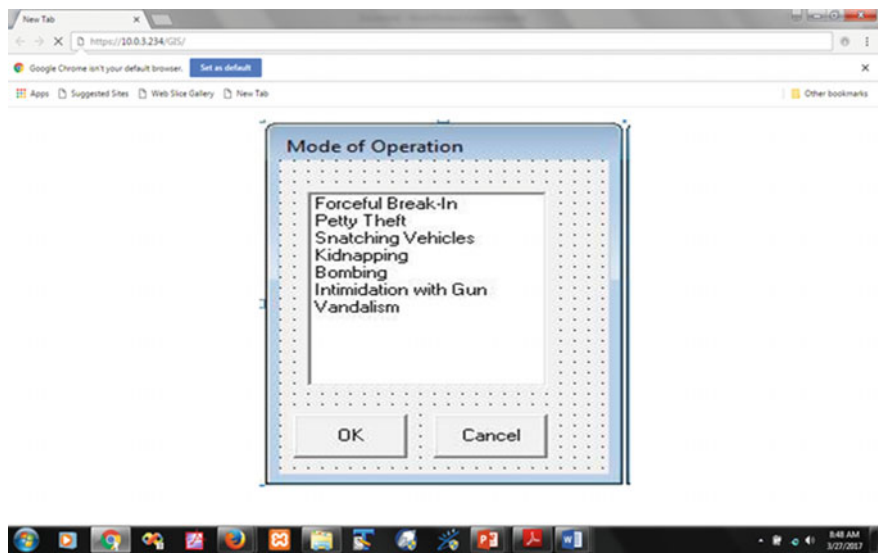 New Tab
https://10.0.3.234/GIS/
Google Chrome isn't your default browser. Set as default
Apps Suggested Sites Web Slice Gallery New Tab Other bookmarks
Mode of Operation
Forceful Break-In
Petty Theft
Snatching Vehicles
Kidnapping
Bombing
Intimidation with Gun
Vandalism
OK Cancel
8:48 AM
3/27/2017